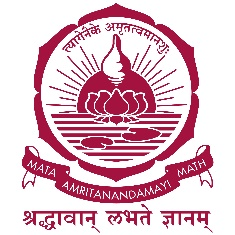 त्यागेनैके अमृतत्वमानशुः
MATA AMRITANANDAMAYI MATH
श्रद्धावान् लभते ज्ञानम्